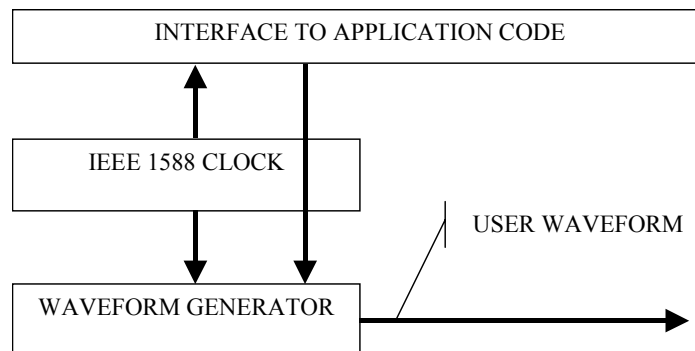 INTERFACE TO APPLICATION CODE
IEEE 1588 CLOCK
USER WAVEFORM
WAVEFORM GENERATOR